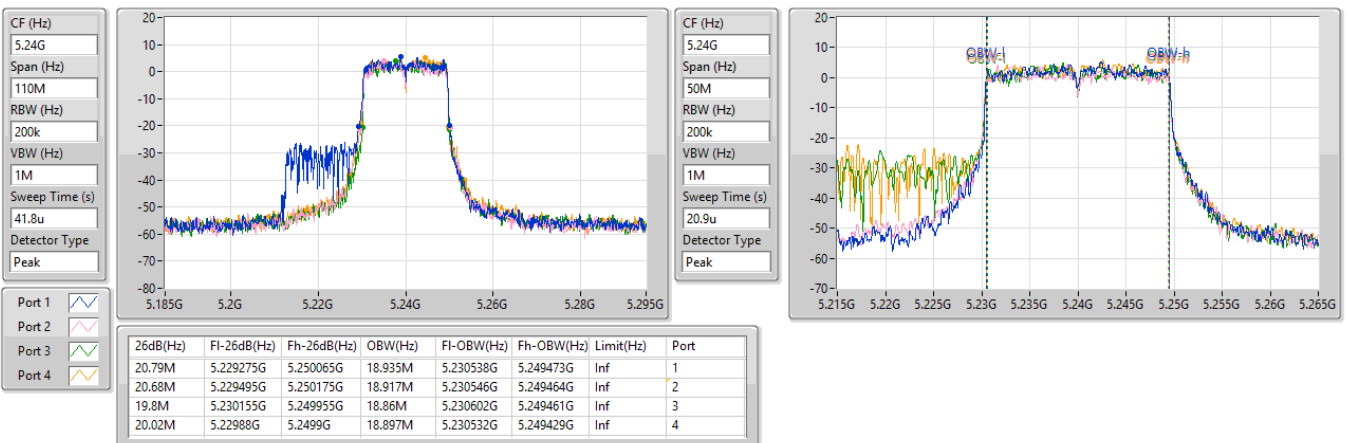 CF (Hz)
5.24G
Span (Hz)
110M
RBW (Hz)
200k
VBW (Hz)
1M
Sweep Time (s)
41.8u
Detector Type
Peak
20
10
0
-10
-20
-30
-40
-50
-60
-70
-80
5.185G 5.2G 5.22G 5.24G 5.26G 5.28G 5.295G
CF (Hz)
5.24G
Span (Hz)
50M
RBW (Hz)
200k
VBW (Hz)
1M
Sweep Time (s)
20.9u
Detector Type
Peak
20
10
0
-10
-20
-30
-40
-50
-60
-70
OBW-l OBW-h
5.215G 5.22G 5.225G 5.23G 5.235G 5.24G 5.245G 5.25G 5.255G 5.26G 5.265G
Port 1
Port 2
Port 3
Port 4
26dB(Hz) Fl-26dB(Hz) Fh-26dB(Hz) OBW(Hz) Fl-OBW(Hz) Fh-OBW(Hz) Limit(Hz) Port
20.79M 5.229275G 5.250065G 18.935M 5.230538G 5.249473G Inf 1
20.68M 5.229495G 5.250175G 18.917M 5.230546G 5.249464G Inf 2
19.8M 5.230155G 5.249955G 18.86M 5.230602G 5.249461G Inf 3
20.02M 5.22988G 5.2499G 18.897M 5.230532G 5.249429G Inf 4